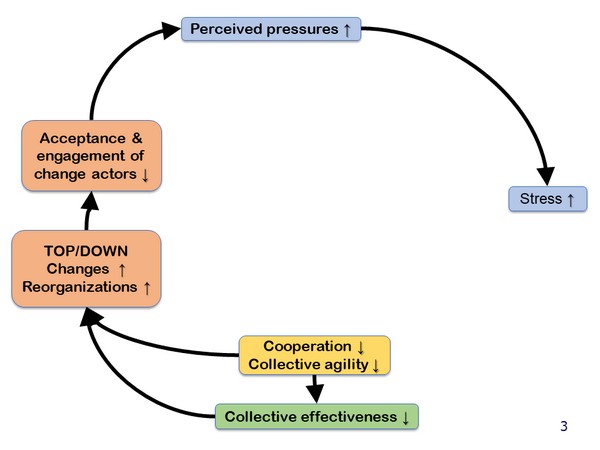 Perceived pressures ↑
Acceptance &
engagement of
change actors ↓
Stress ↑
TOP/DOWN
Changes ↑
Reorganizations ↑
Cooperation ↓
Collective agility ↓
Collective effectiveness ↓
3